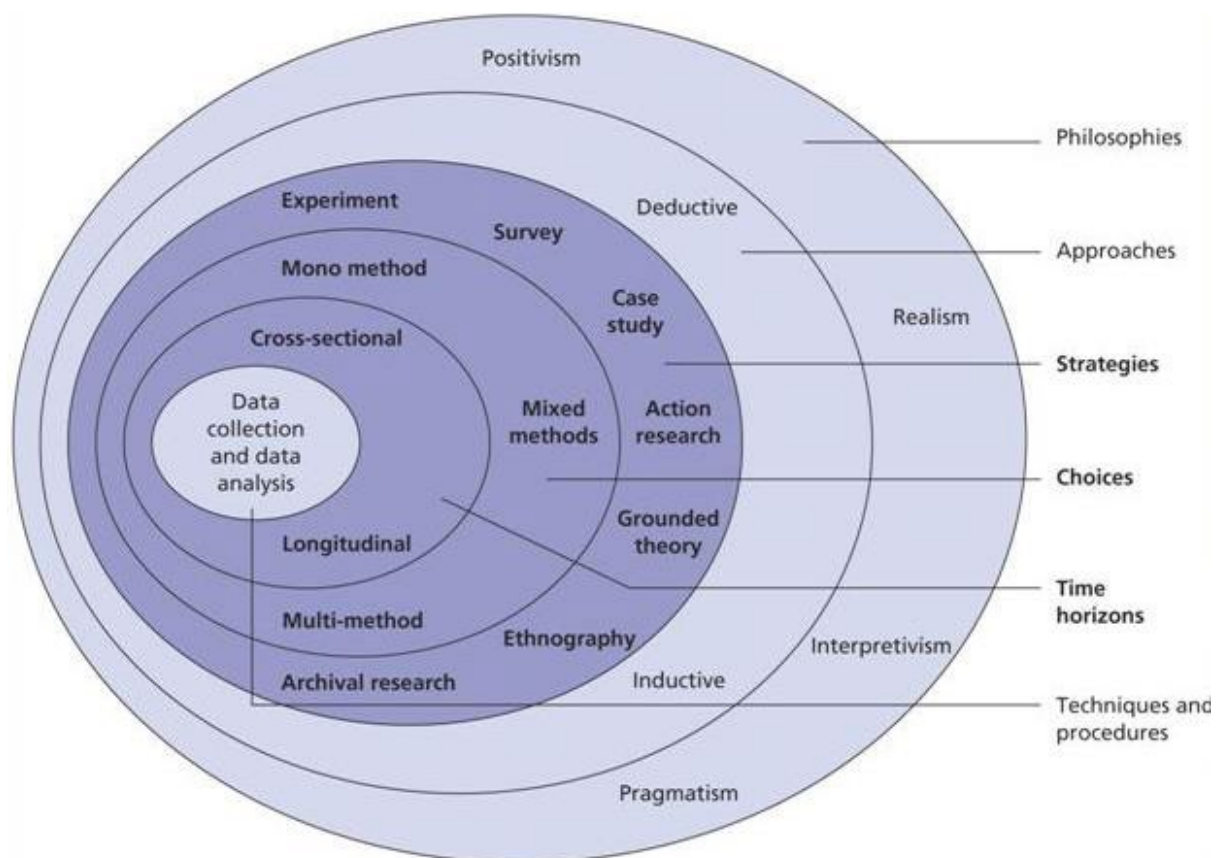 Positivism
Philosophies
Experiment
Deductive
Survey
Approaches
Mono method
Case
study
Realism
Cross-sectional
Strategies
Data
collection
and data
analysis
Mixed
methods
Action
research
Choices
Grounded
theory
Longitudinal
Time
horizons
Multi-method
Ethnography
Interpretivism
Archival research
Inductive
Techniques and
procedures
Pragmatism